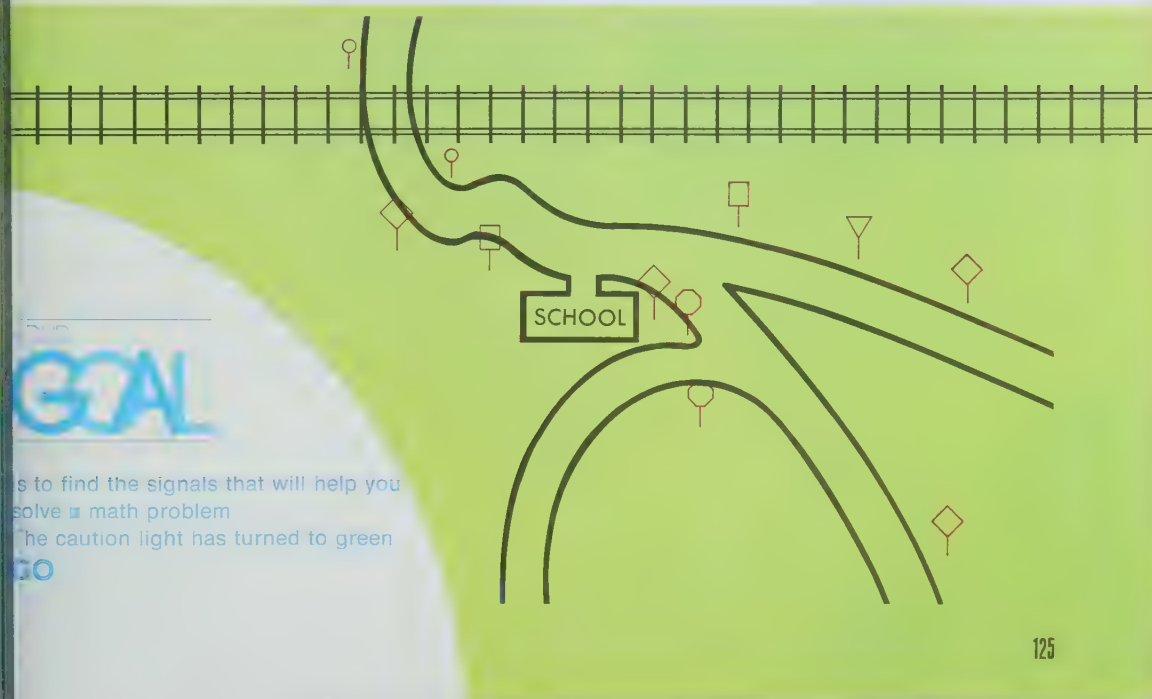 SCHOOL
GOAL
s to find the signals that will help you
solve a math problem
he caution light has turned to green
GO
125